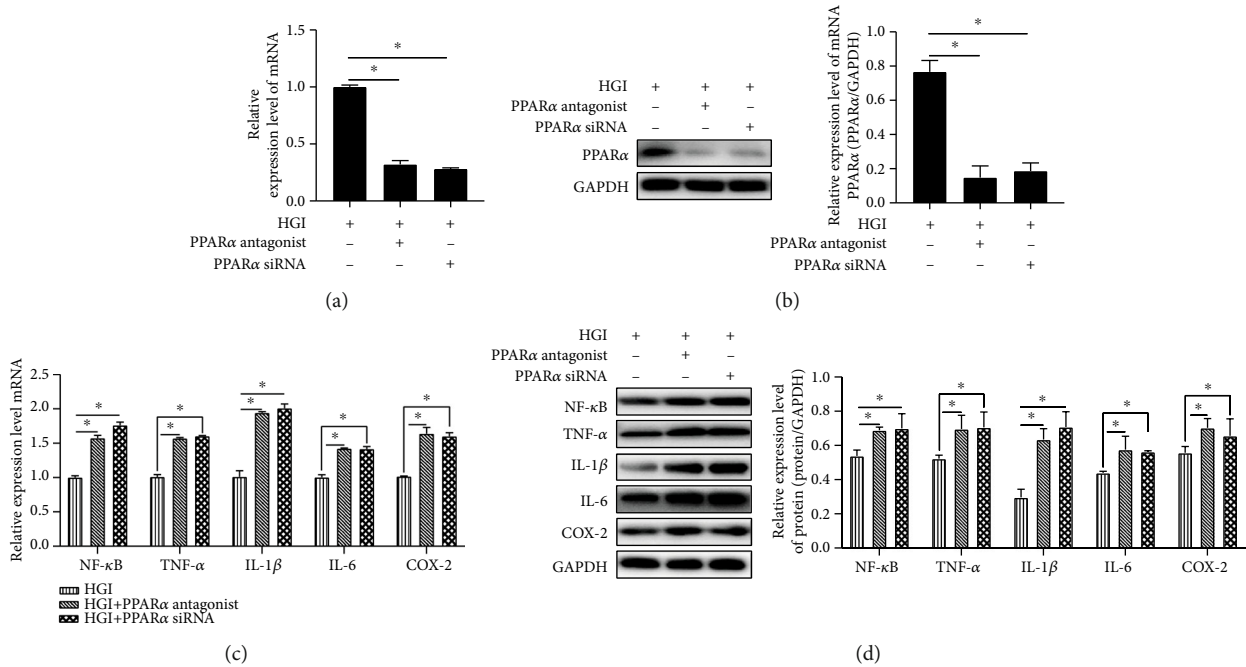 Relative
expression level of mRNA
1.5
1.0
0.5
0.0
*
*
HGI + + +
PPARα antagonist – + –
PPARα siRNA – – +
(a)
HGI + + +
PPARα antagonist – + –
PPARα siRNA – – +
PPARα
GAPDH
Relative expression level of mRNA
PPARα (PPARα/GAPDH)
1.0
0.8
0.6
0.4
0.2
0.0
*
*
HGI + + +
PPARα antagonist – + –
PPARα siRNA – – +
(b)
Relative expression level mRNA
2.5
2.0
1.5
1.0
0.5
0.0
* * * * *
* * * * *
NF-κB TNF-α IL-1β IL-6 COX-2
HGI
HGI+PPARα antagonist
HGI+PPARα siRNA
(c)
HGI + + +
PPARα antagonist – + –
PPARα siRNA – – +
NF-κB
TNF-α
IL-1β
IL-6
COX-2
GAPDH
Relative expression level
of protein (protein/GAPDH)
1.0
0.8
0.6
0.4
0.2
0.0
* * * * *
* * * * *
NF-κB TNF-α IL-1β IL-6 COX-2
(d)